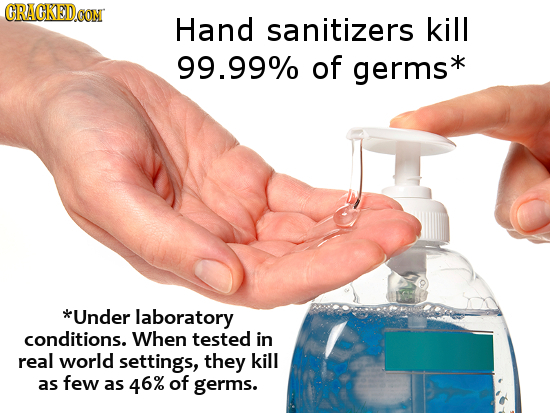 CRACKED.COM
Hand sanitizers kill
99.99% of germs*
*Under laboratory
conditions. When tested in
real world settings, they kill
as few as 46% of germs.